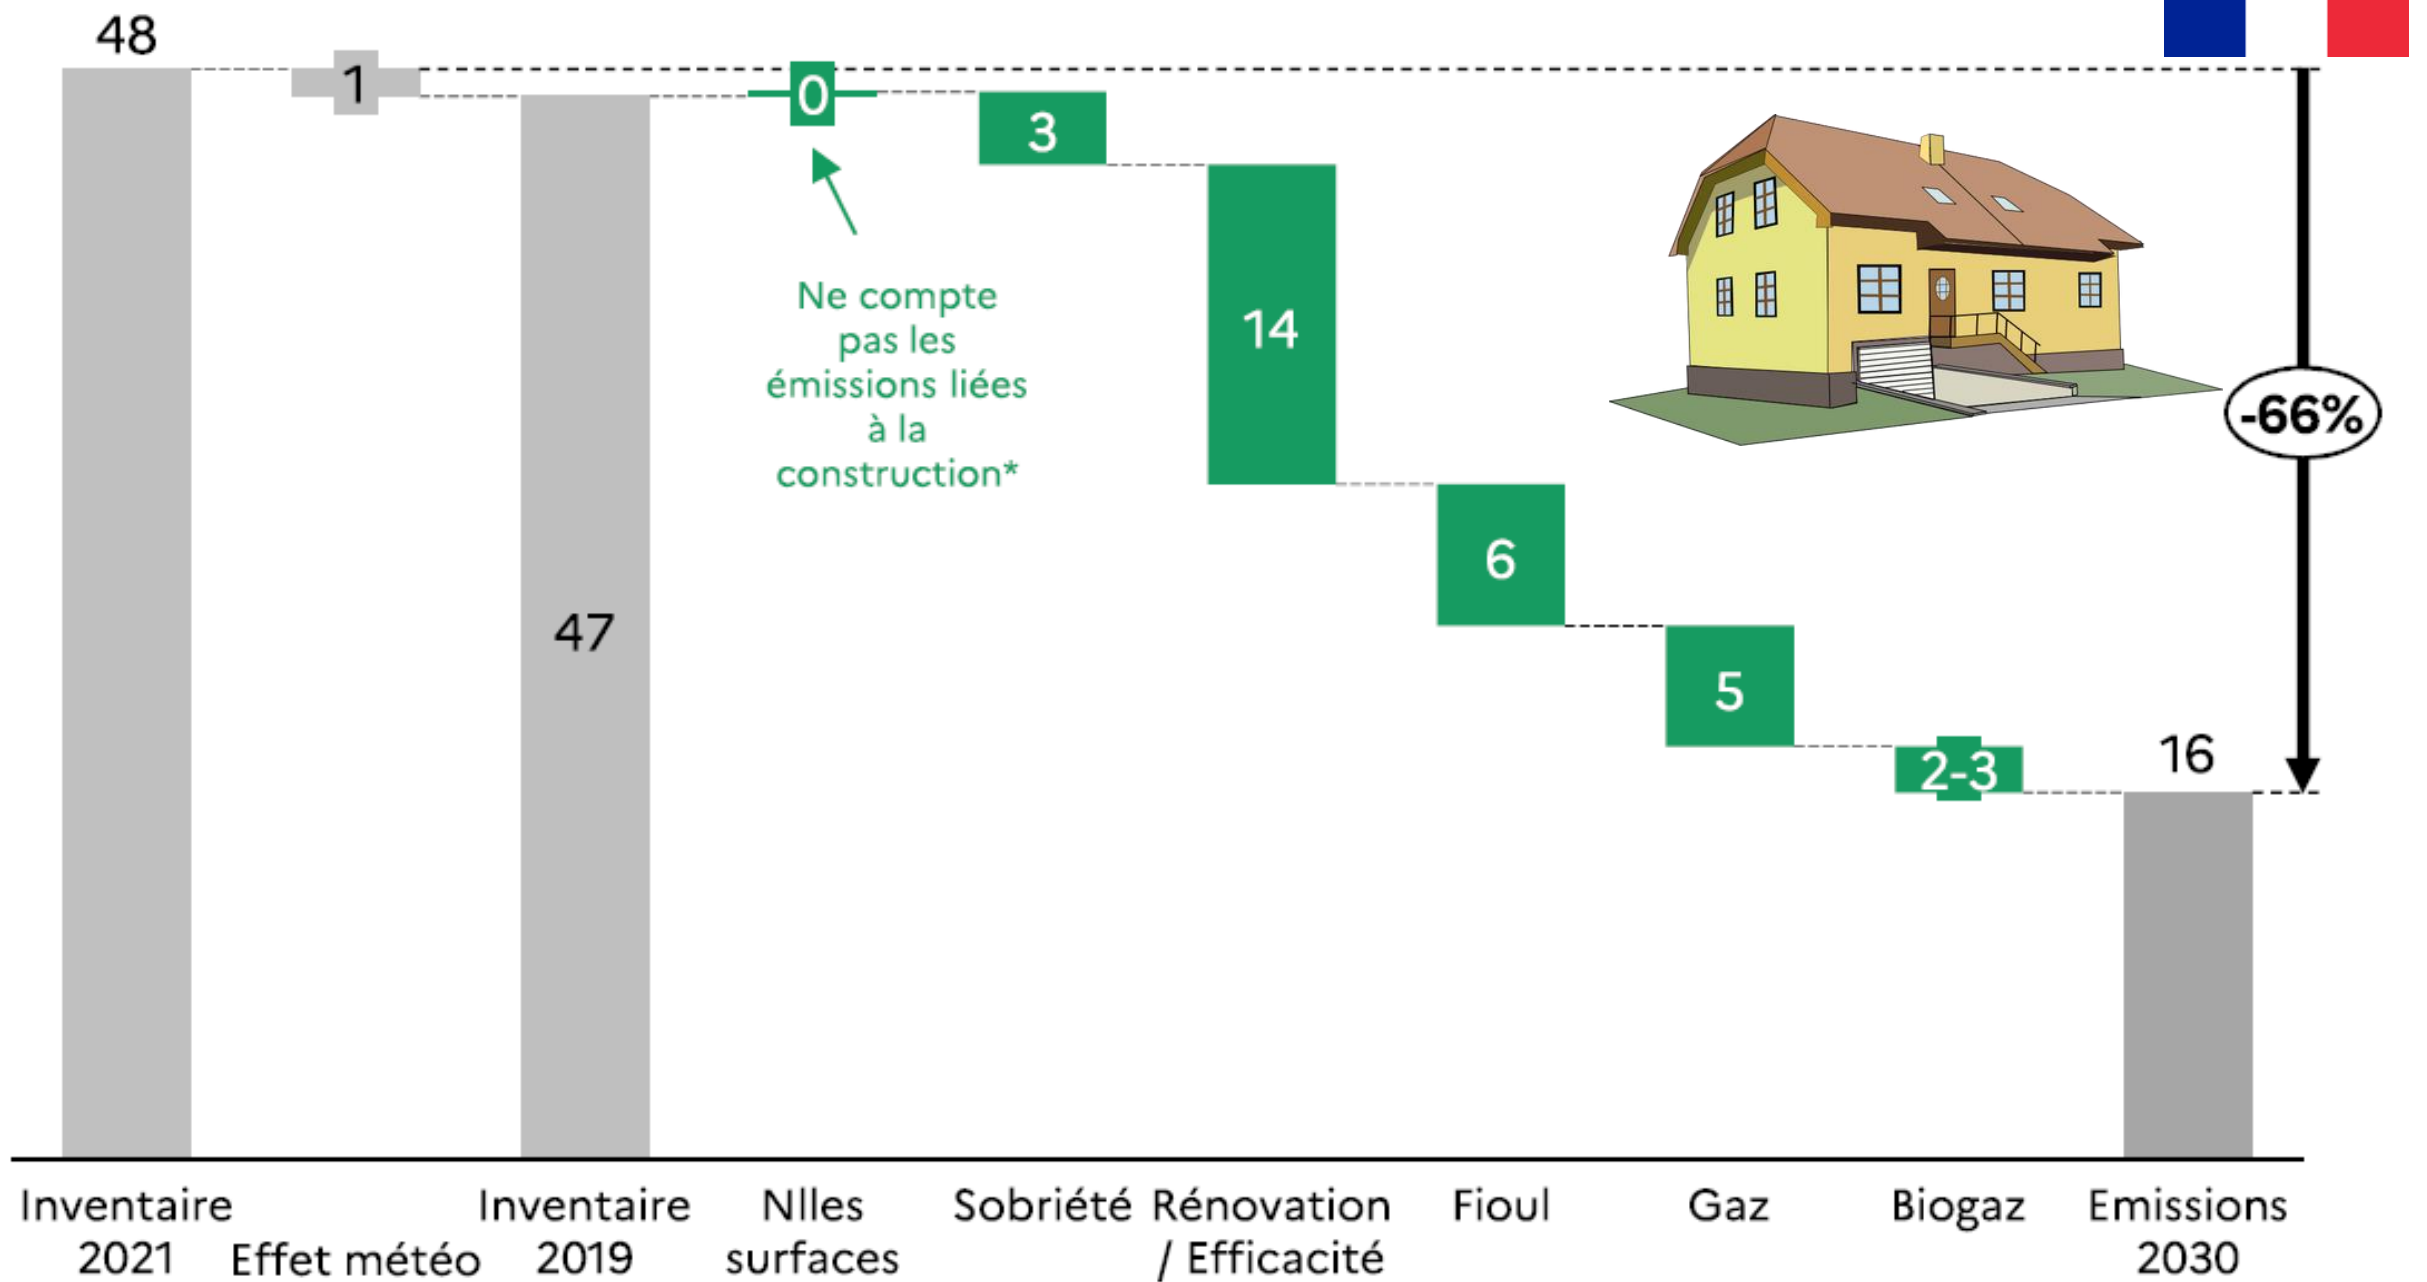 48
1
47
0
Ne compte
pas les
émissions liées
à la
construction*
3
14
6
5
2-3
16
-66%
Inventaire
2021
Effet météo
Inventaire
2019
Nlles
surfaces
Sobriété
Rénovation
/ Efficacité
Fioul
Gaz
Biogaz
Emissions
2030